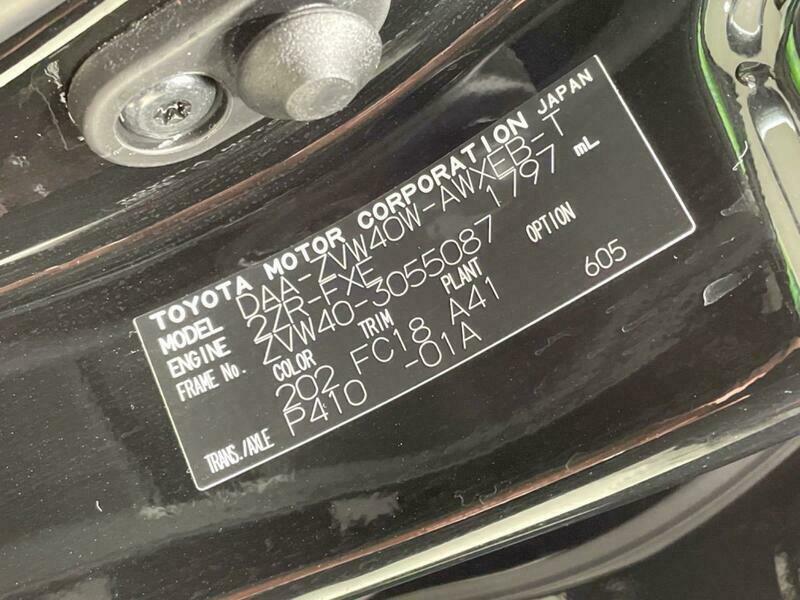 TOYOTA MOTOR CORPORATION JAPAN
MODEL DAA-ZVW40W-AWXEB-T
ENGINE 2ZR-FXE 1797 mL
FRAME No. ZVW40-3055087
COLOR TRIM PLANT OPTION
202 FC18 A41 605
TRANS./AXLE P410 -01A